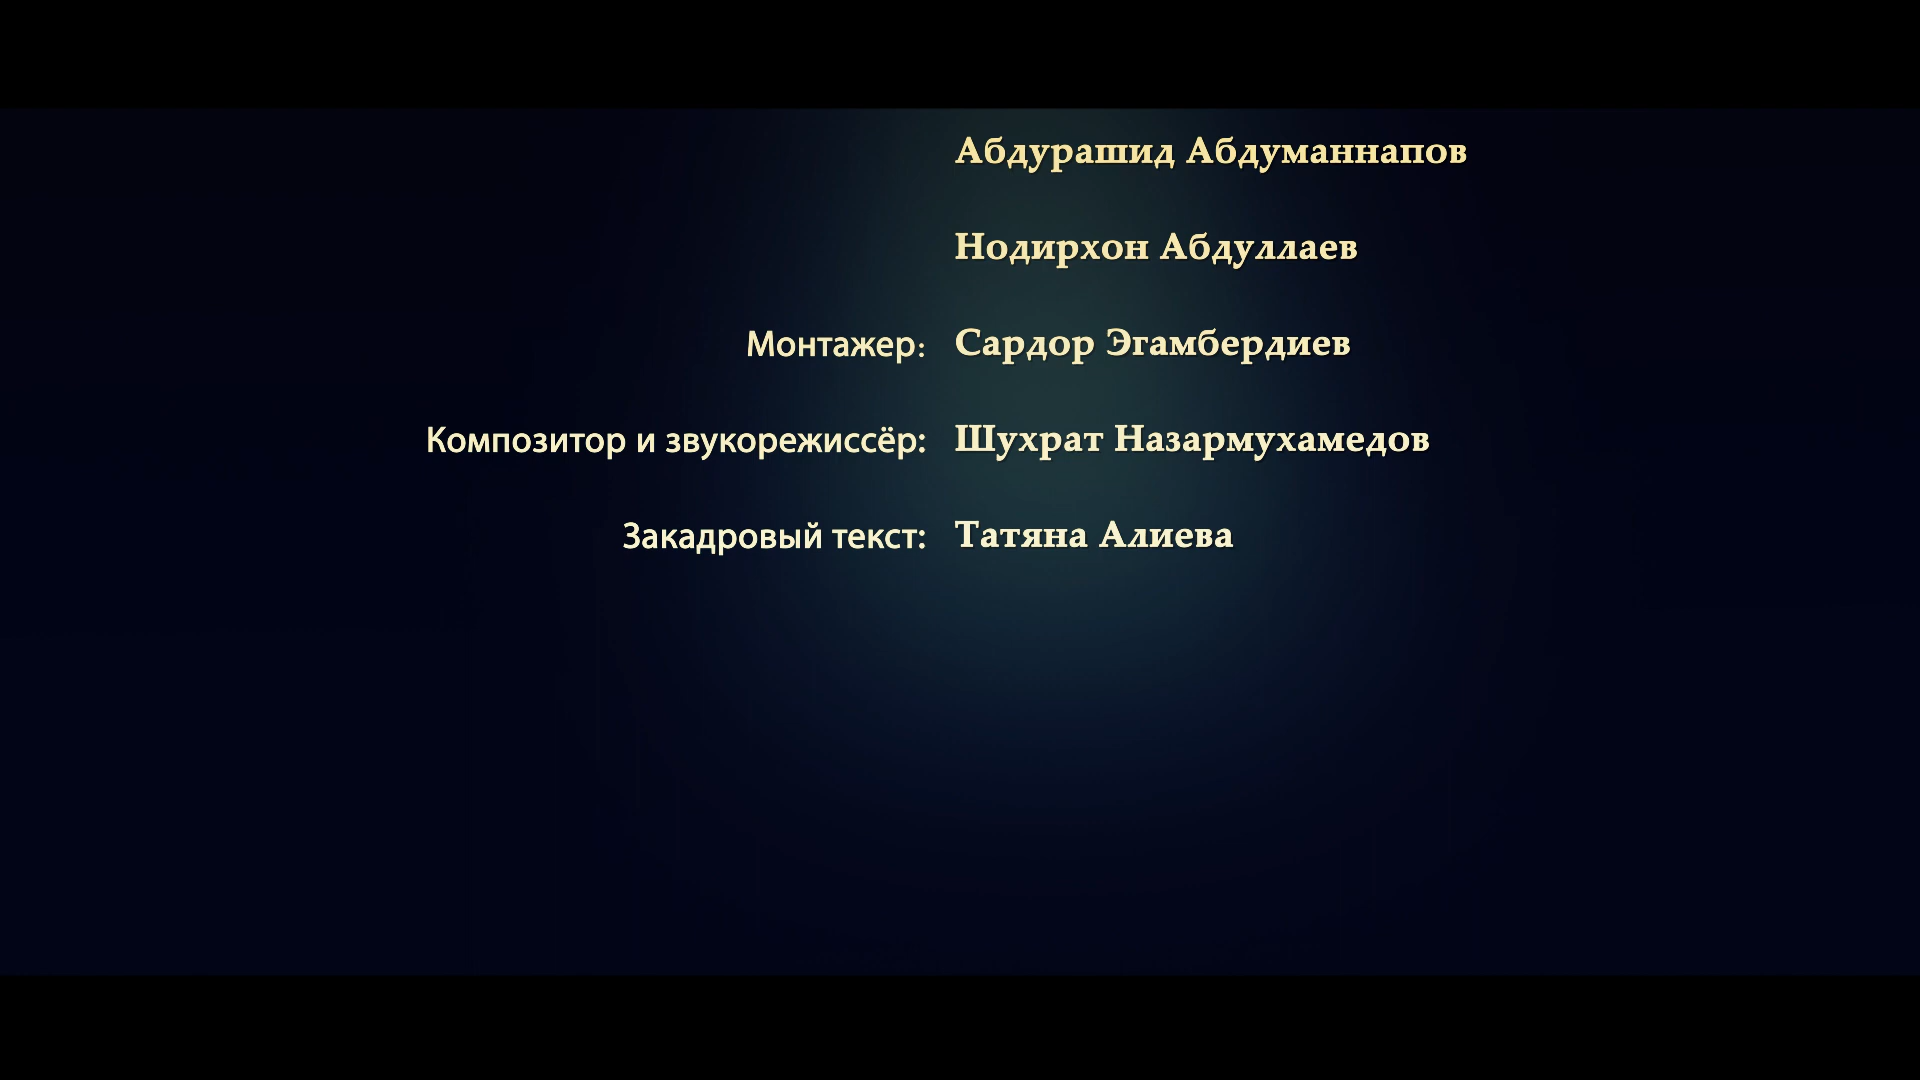 Абдурашид Абдуманнапов
Нодирхон Абдуллаев
Монтажер: Сардор Эгамбердиев
Композитор и звукорежиссёр: Шухрат Назармухамедов
Закадровый текст: Татяна Алиева